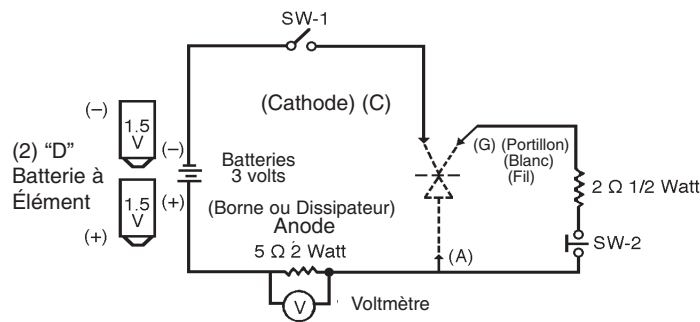 SW-1
(Cathode) (C)
(–)
1.5
V
(2) “D”
Batterie à
Élément
1.5
V
(+)
(–)
(+)
Batteries
3 volts
(Borne ou Dissipateur)
Anode
5 Ω 2 Watt
(G) (Portillon)
(Blanc)
(Fil)
2 Ω 1/2 Watt
SW-2
(A)
V
Voltmètre